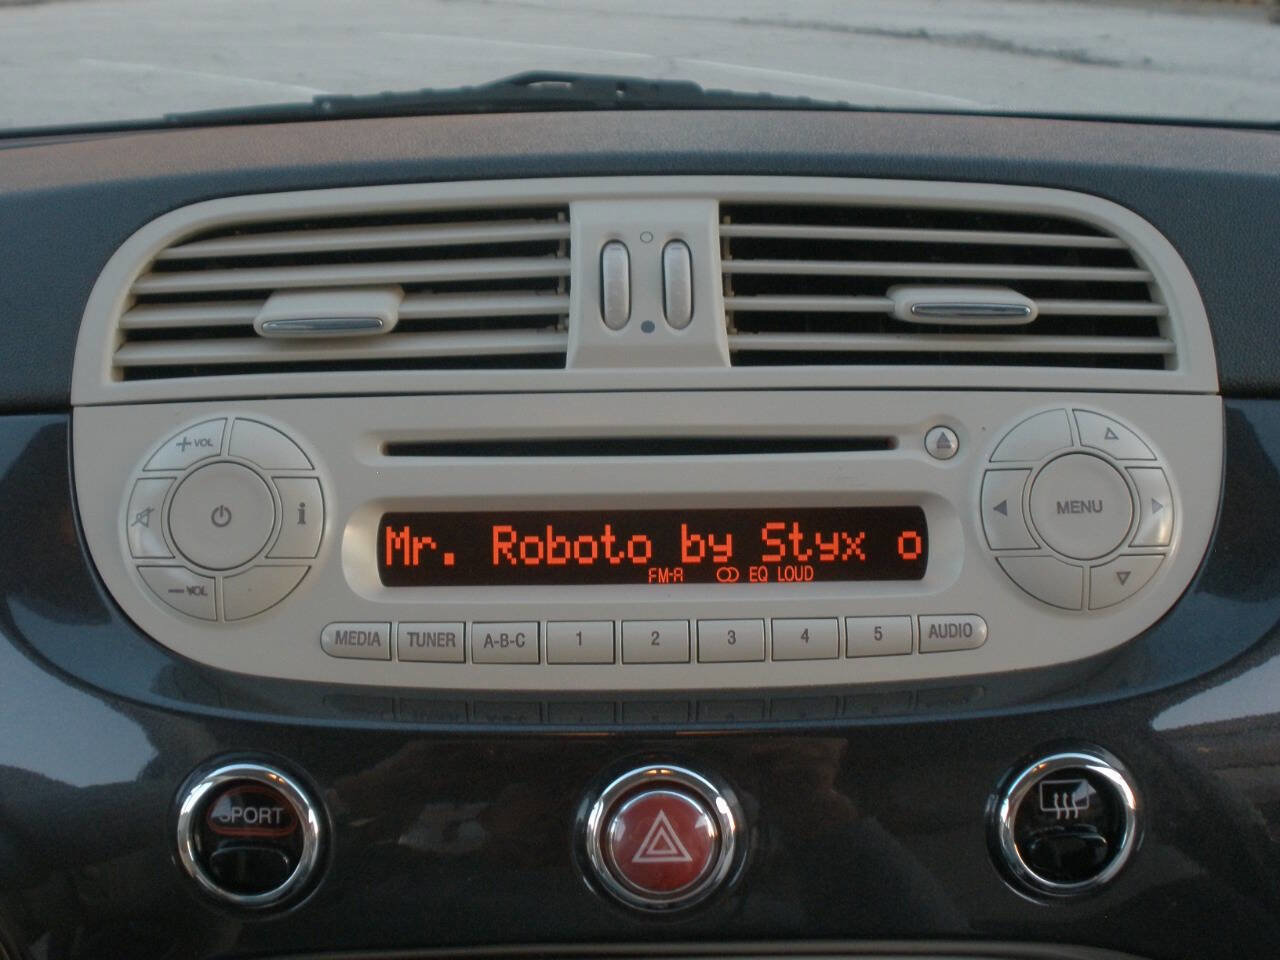 + VOL
i
MENU
Mr. Roboto by Styx o
FM-A EQ LOUD
- VOL
MEDIA TUNER A-B-C 1 2 3 4 5 AUDIO
SPORT